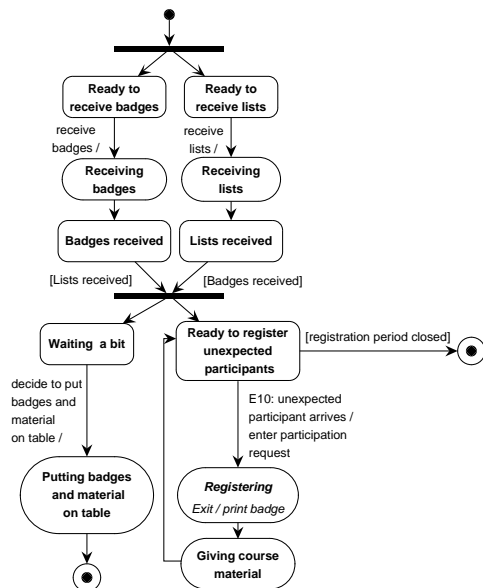 Ready to
receive badges
Ready to
receive lists
receive
badges /
receive
lists /
Receiving
badges
Receiving
lists
Badges received
Lists received
[Lists received]
[Badges received]
Waiting a bit
Ready to register
unexpected
participants
[registration period closed]
decide to put
badges and
material
on table /
E10: unexpected
participant arrives /
enter participation
request
Putting badges
and material
on table
Registering
Exit / print badge
Giving course
material